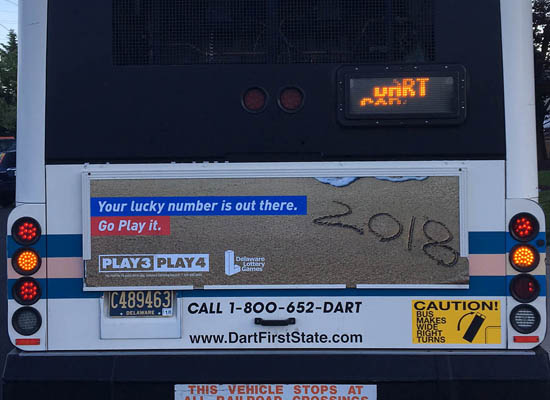 DART
Your lucky number is out there.
Go Play it.
2018
PLAY3 PLAY4
Delaware
Lottery
Games
C489463
DELAWARE
CALL 1-800-652-DART
www.DartFirstState.com
CAUTION!
BUS
MAKES
WIDE
RIGHT
TURNS
THIS VEHICLE STOPS AT
ALL RAILROAD CROSSINGS